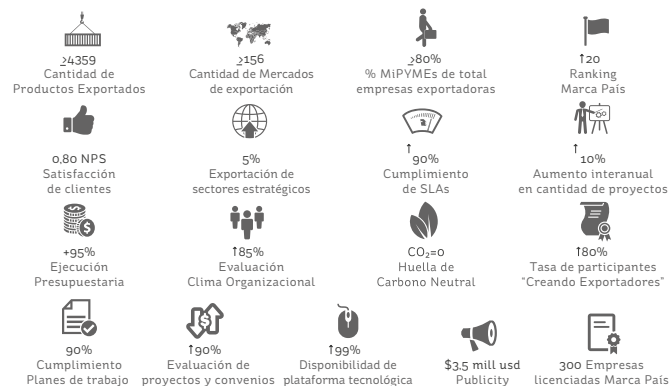 ≥4359
Cantidad de
Productos Exportados
≥156
Cantidad de Mercados
de exportación
≥80%
% MiPYMEs de total
empresas exportadoras
↑20
Ranking
Marca País
0,80 NPS
Satisfacción
de clientes
5%
Exportación de
sectores estratégicos
↑
90%
Cumplimiento
de SLAs
↑
10%
Aumento interanual
en cantidad de proyectos
+95%
Ejecución
Presupuestaria
↑85%
Evaluación
Clima Organizacional
CO₂=0
Huella de
Carbono Neutral
↑80%
Tasa de participantes
"Creando Exportadores"
90%
Cumplimiento
Planes de trabajo
↑90%
Evaluación de
proyectos y convenios
↑99%
Disponibilidad de
plataforma tecnológica
$3,5 mill usd
Publicity
300 Empresas
licenciadas Marca País